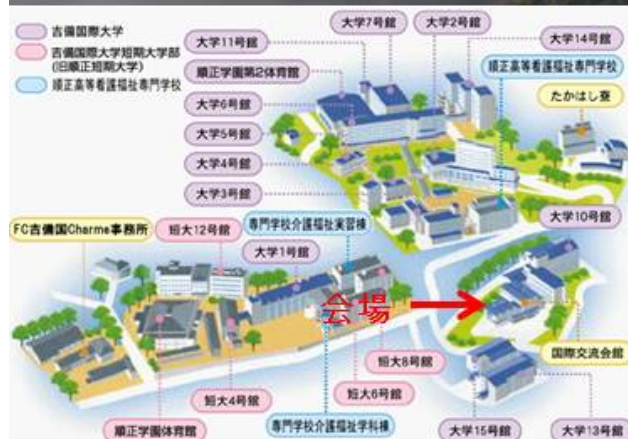 吉備国際大学
吉備国際大学短期大学部
(旧順正短期大学)
順正高等看護福祉専門学校
大学7号館
大学2号館
大学11号館
大学14号館
順正学園第2体育館
順正高等看護福祉専門学校
大学6号館
たかはし寮
大学5号館
大学4号館
大学3号館
大学10号館
専門学校介護福祉実習棟
FC吉備国Charme事務所
短大12号館
大学1号館
会場
国際交流会館
短大8号館
短大4号館
短大6号館
順正学園体育館
専門学校介護福祉学科棟
大学15号館
大学13号館